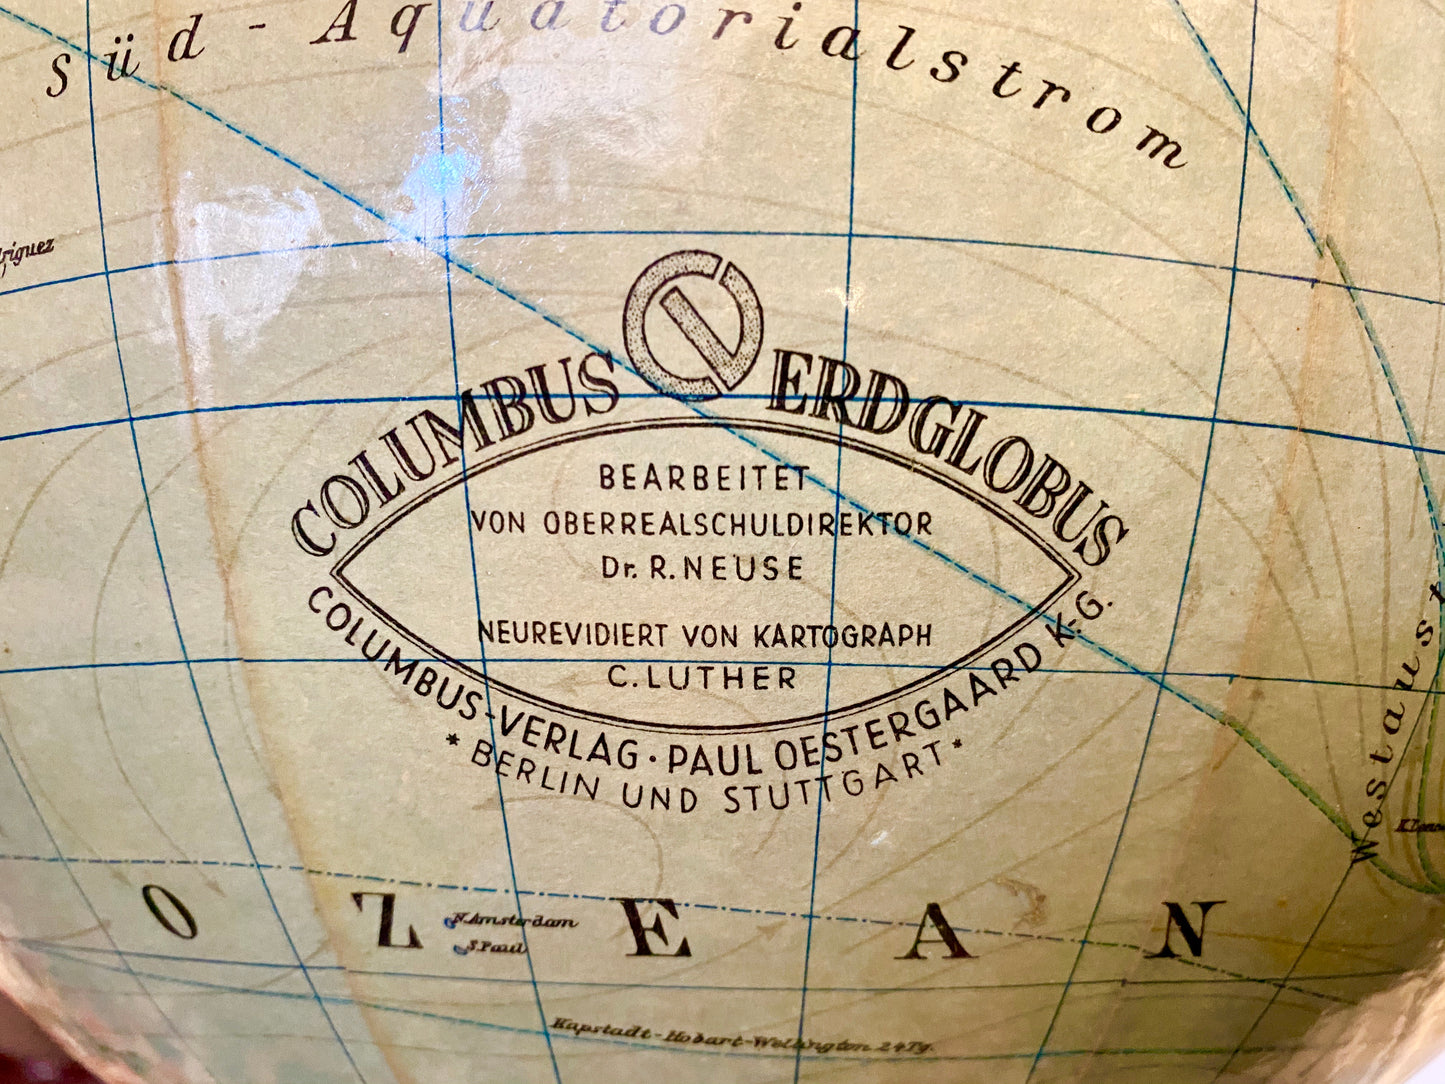 Süd-Äquatorialstrom
COLUMBUS ERDGLOBUS
BEARBEITET
VON OBERREALSCHULDIREKTOR
Dr. R. NEUSE
NEUREVIDIERT VON KARTOGRAPH
C. LUTHER
COLUMBUS-VERLAG · PAUL OESTERGAARD K.-G.
* BERLIN UND STUTTGART *
Westaust
OZEAN
N.Amsterdam
S.Paul
Kapstadt-Hobart-Wellington 24 Tg.